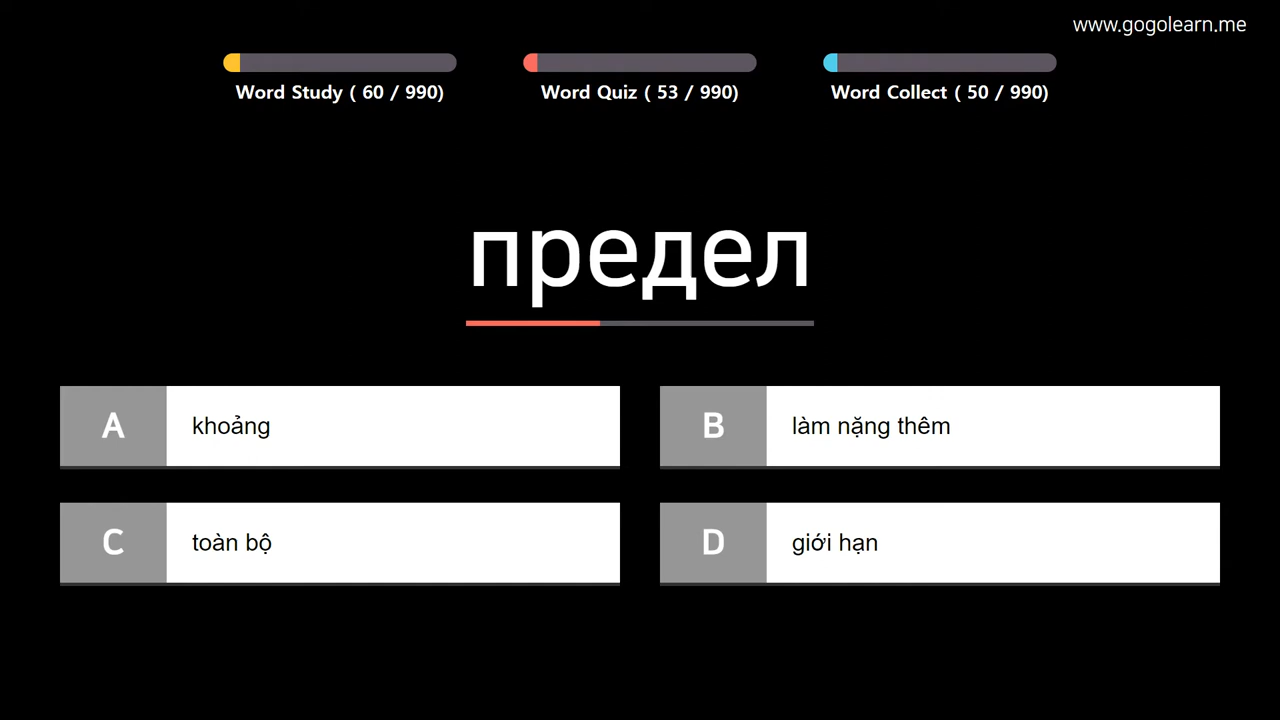 www.gogolearn.me
Word Study ( 60 / 990)
Word Quiz ( 53 / 990)
Word Collect ( 50 / 990)
предел
A khoảng
B làm nặng thêm
C toàn bộ
D giới hạn